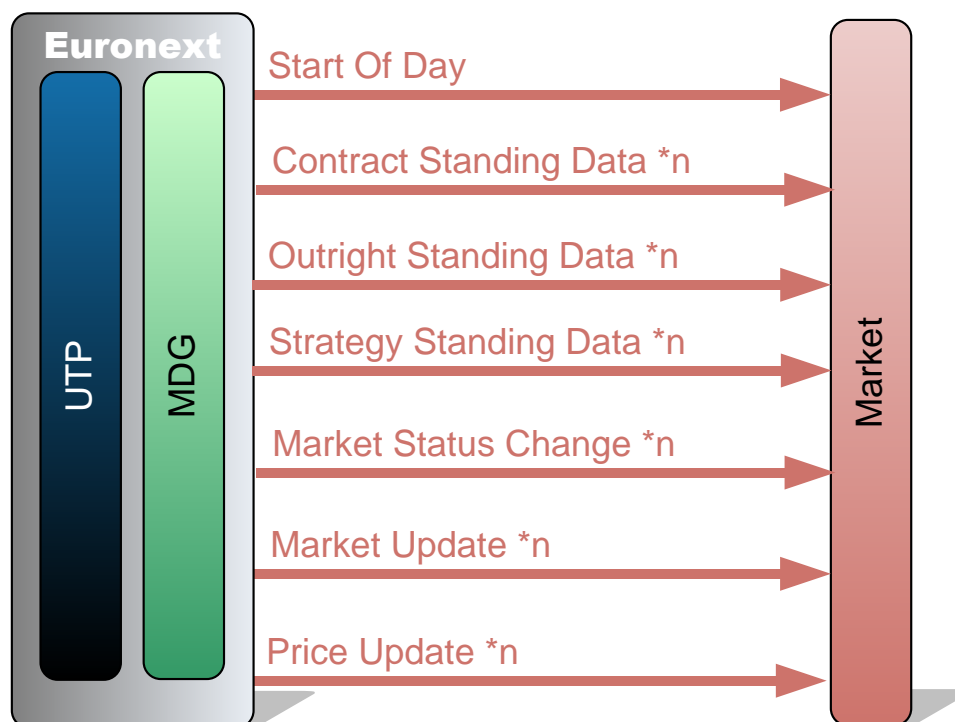 Euronext
UTP
MDG
Start Of Day
Contract Standing Data *n
Outright Standing Data *n
Strategy Standing Data *n
Market Status Change *n
Market Update *n
Price Update *n
Market